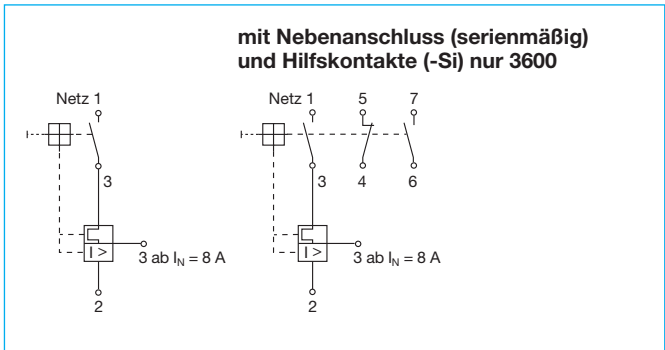 mit Nebenanschluss (serienmäßig)
und Hilfskontakte (-Si) nur 3600
Netz 1
3
I >
3 ab IN = 8 A
2
Netz 1 5 7
3 4 6
I >
3 ab IN = 8 A
2